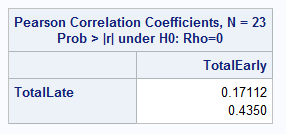 Pearson Correlation Coefficients, N = 23
Prob > |r| under H0: Rho=0
TotalEarly
TotalLate 0.17112
0.4350